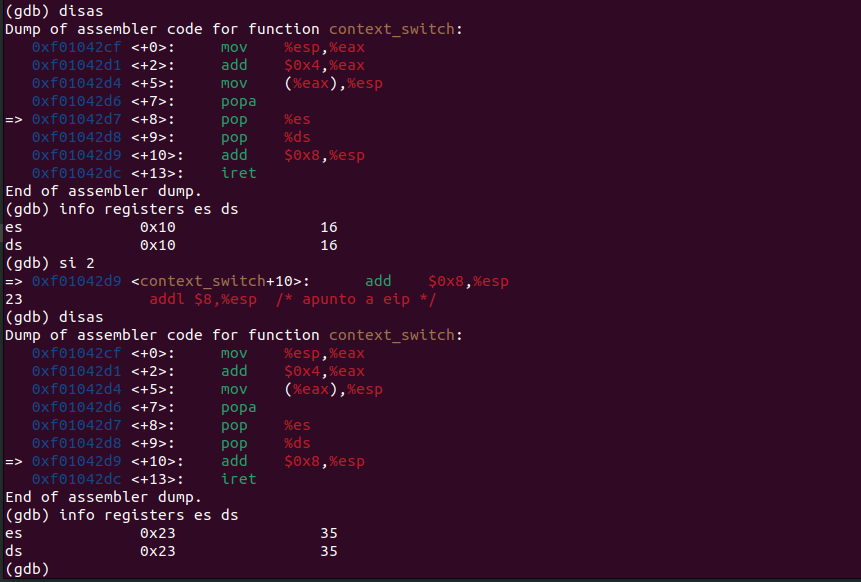 (gdb) disas
Dump of assembler code for function context_switch:
   0xf01042cf <+0>:     mov    %esp,%eax
   0xf01042d1 <+2>:     add    $0x4,%eax
   0xf01042d4 <+5>:     mov    (%eax),%esp
   0xf01042d6 <+7>:     popa
=> 0xf01042d7 <+8>:     pop    %es
   0xf01042d8 <+9>:     pop    %ds
   0xf01042d9 <+10>:    add    $0x8,%esp
   0xf01042dc <+13>:    iret
End of assembler dump.
(gdb) info registers es ds
es             0x10                16
ds             0x10                16
(gdb) si 2
=> 0xf01042d9 <context_switch+10>:      add    $0x8,%esp
23              addl $8,%esp  /* apunto a eip */
(gdb) disas
Dump of assembler code for function context_switch:
   0xf01042cf <+0>:     mov    %esp,%eax
   0xf01042d1 <+2>:     add    $0x4,%eax
   0xf01042d4 <+5>:     mov    (%eax),%esp
   0xf01042d6 <+7>:     popa
   0xf01042d7 <+8>:     pop    %es
   0xf01042d8 <+9>:     pop    %ds
=> 0xf01042d9 <+10>:    add    $0x8,%esp
   0xf01042dc <+13>:    iret
End of assembler dump.
(gdb) info registers es ds
es             0x23                35
ds             0x23                35
(gdb)